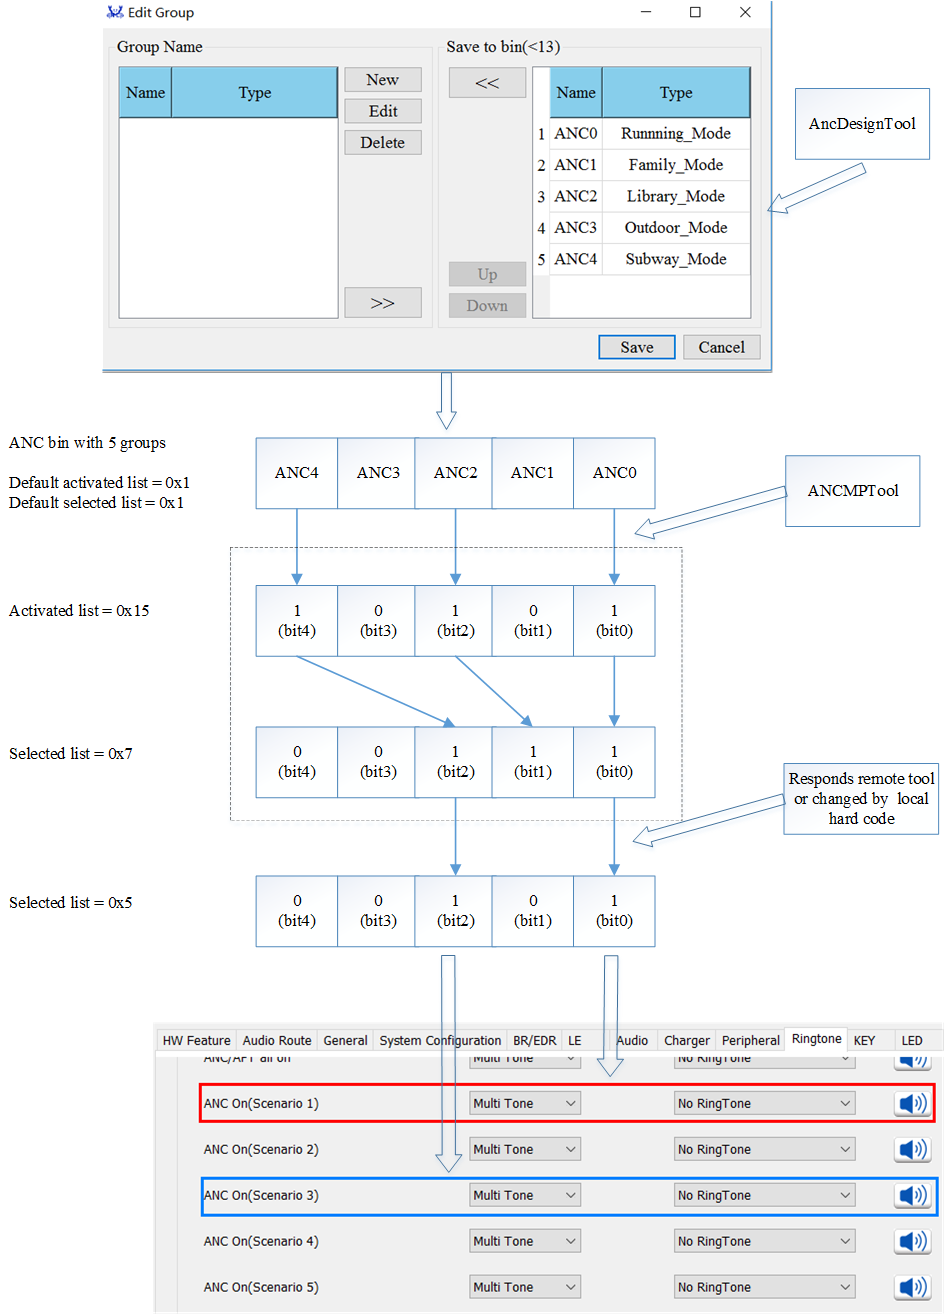 Edit Group
Group Name
Name Type
New
Edit
Delete
>>
Save to bin(<13)
<<
Up
Down
Name Type
1 ANC0 Runnning_Mode
2 ANC1 Family_Mode
3 ANC2 Library_Mode
4 ANC3 Outdoor_Mode
5 ANC4 Subway_Mode
Save Cancel
AncDesignTool
ANC bin with 5 groups
Default activated list = 0x1
Default selected list = 0x1
ANC4 ANC3 ANC2 ANC1 ANC0
ANCMPTool
Activated list = 0x15
1 0 1 0 1
(bit4) (bit3) (bit2) (bit1) (bit0)
Selected list = 0x7
0 0 1 1 1
(bit4) (bit3) (bit2) (bit1) (bit0)
Responds remote tool
or changed by local
hard code
Selected list = 0x5
0 0 1 0 1
(bit4) (bit3) (bit2) (bit1) (bit0)
HW Feature Audio Route General System Configuration BR/EDR LE Audio Charger Peripheral Ringtone KEY LED
ANC/APT all off Multi Tone No RingTone
ANC On(Scenario 1) Multi Tone No RingTone
ANC On(Scenario 2) Multi Tone No RingTone
ANC On(Scenario 3) Multi Tone No RingTone
ANC On(Scenario 4) Multi Tone No RingTone
ANC On(Scenario 5) Multi Tone No RingTone